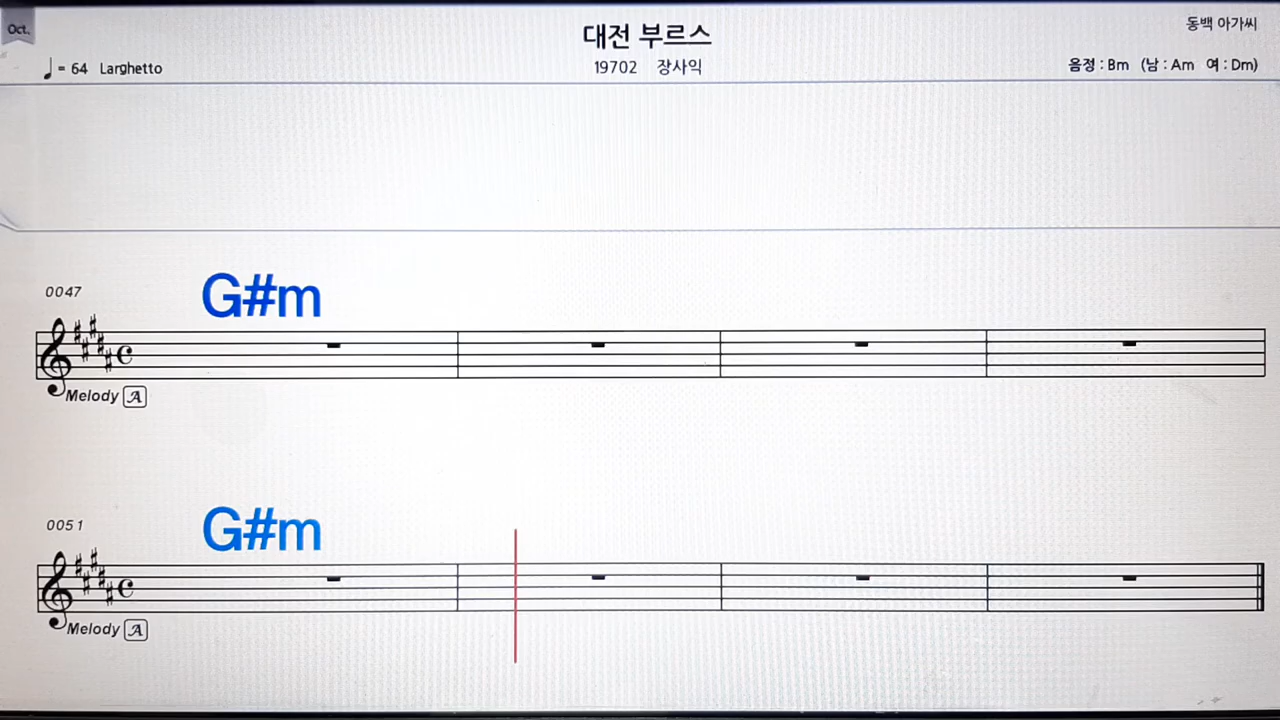 Oct.
대전 부르스
동백 아가씨
♩= 64 Larghetto
19702 장사익
음정 : Bm (남 : Am 여 : Dm)
0047
G#m
Melody A
0051
G#m
Melody A